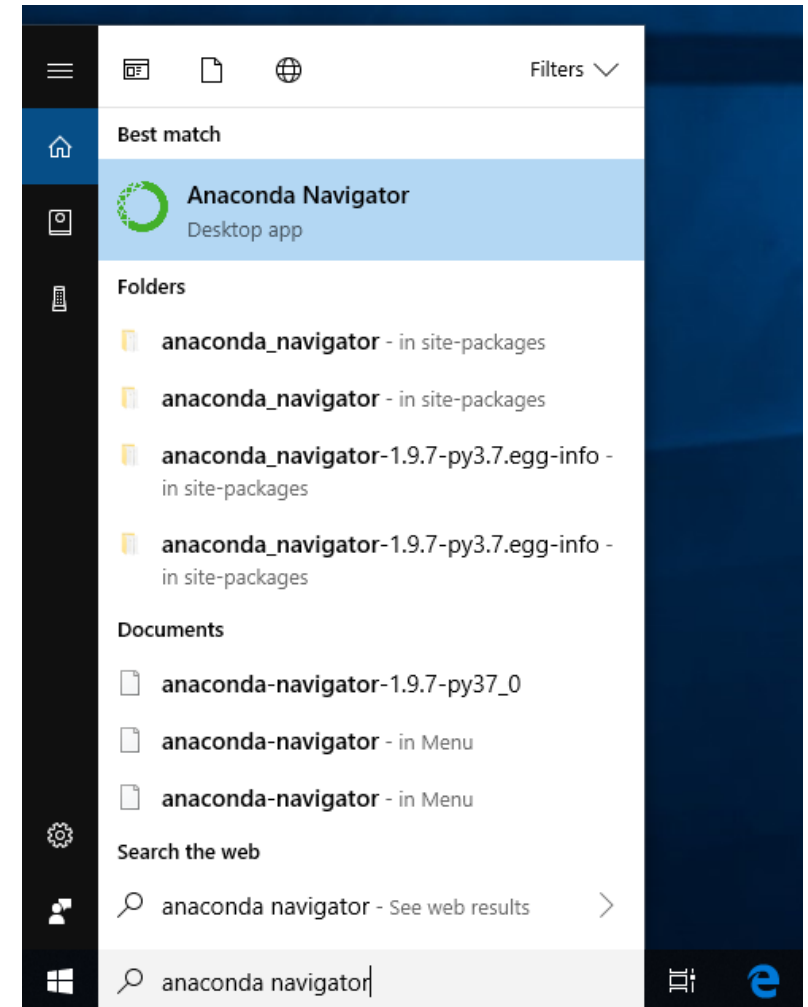 Filters
Best match
Anaconda Navigator
Desktop app
Folders
anaconda_navigator - in site-packages
anaconda_navigator - in site-packages
anaconda_navigator-1.9.7-py3.7.egg-info -
in site-packages
anaconda_navigator-1.9.7-py3.7.egg-info -
in site-packages
Documents
anaconda-navigator-1.9.7-py37_0
anaconda-navigator - in Menu
anaconda-navigator - in Menu
Search the web
anaconda navigator - See web results
anaconda navigator